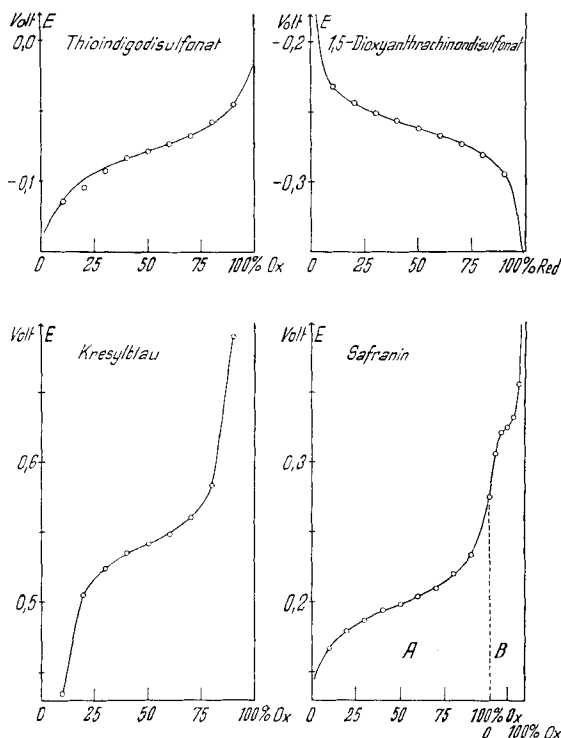 Volt E
Thioindigodisulfonat
0,0
−0,1
0 25 50 75 100% Ox
Volt E
1,5-Dioxyanthrachinondisulfonat
−0,2
−0,3
0 25 50 75 100% Red
Volt E
Kresylblau
0,6
0,5
0 25 50 75 100% Ox
Volt E
Safranin
0,3
0,2
A B
0 25 50 75 100% Ox
0 100% Ox